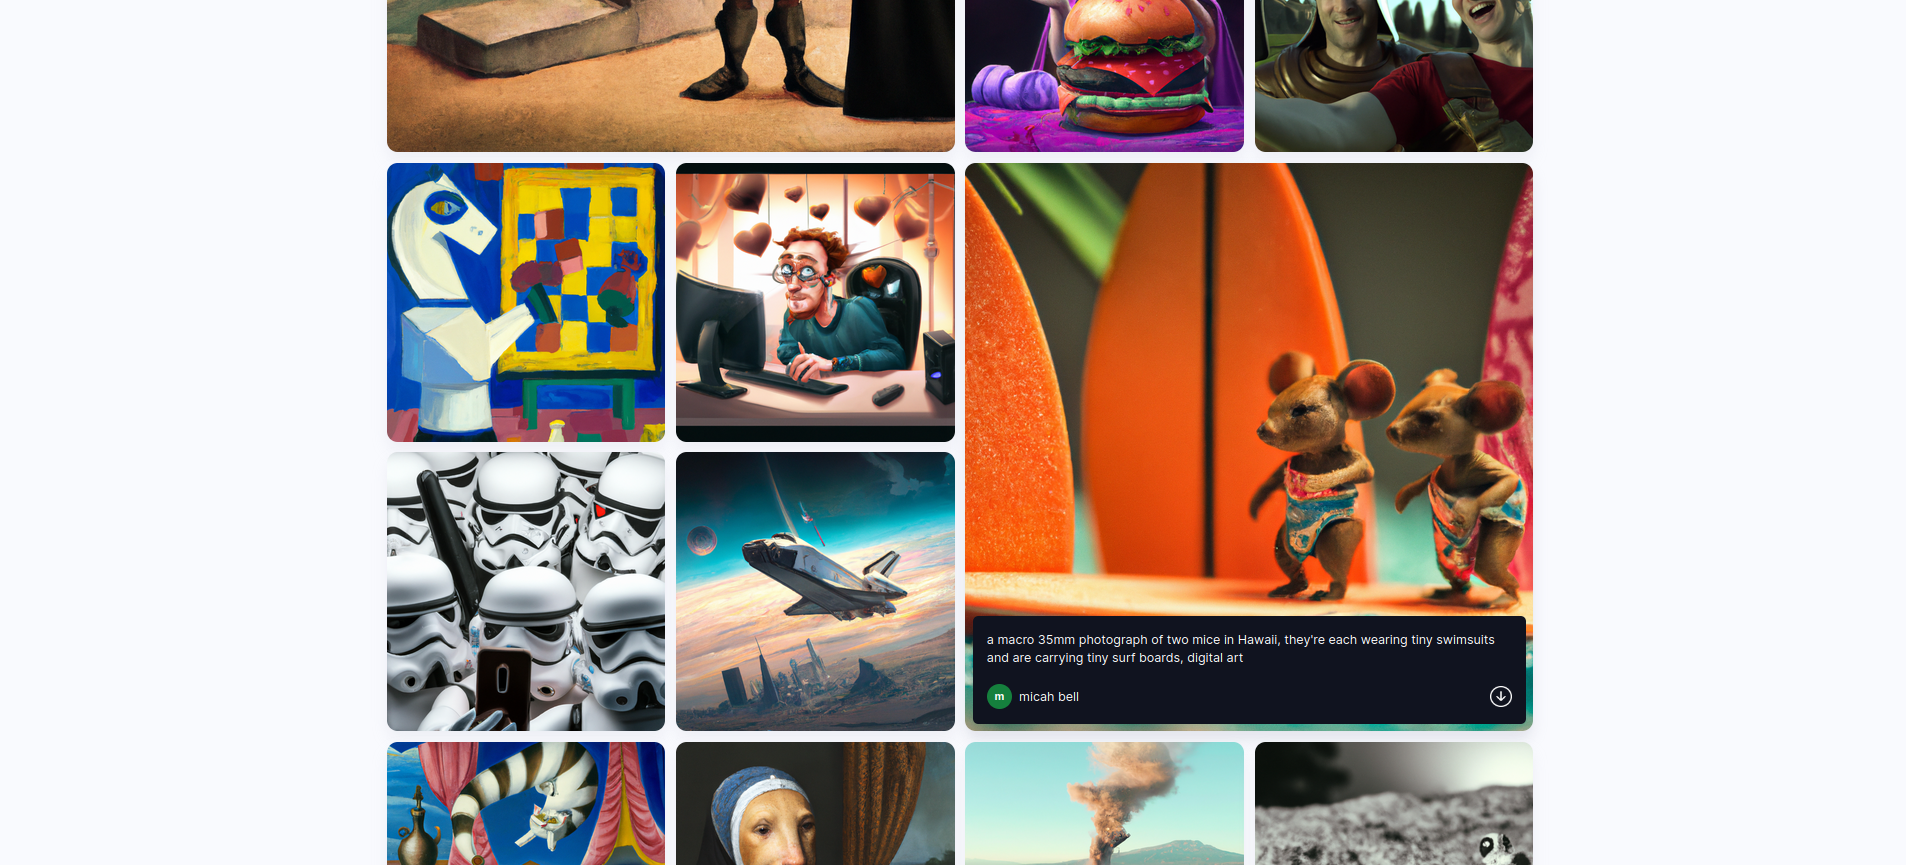 a macro 35mm photograph of two mice in Hawaii, they're each wearing tiny swimsuits
and are carrying tiny surf boards, digital art
m
micah bell